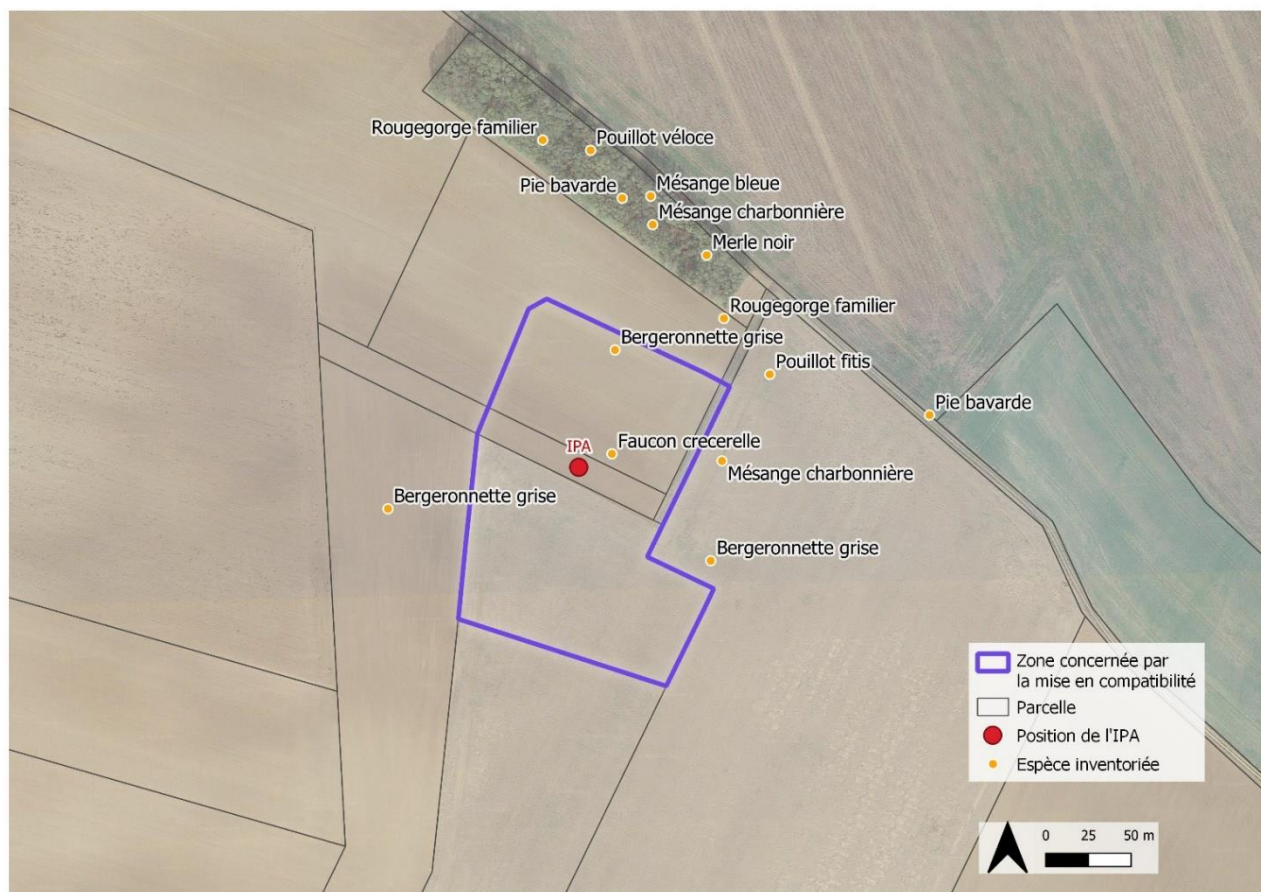 Rougegorge familier
Pouillot véloce
Pie bavarde
Mésange bleue
Mésange charbonnière
Merle noir
Rougegorge familier
Bergeronnette grise
Pouillot fitis
Pie bavarde
IPA
Faucon crecerelle
Mésange charbonnière
Bergeronnette grise
Bergeronnette grise
Zone concernée par
la mise en compatibilité
Parcelle
Position de l'IPA
Espèce inventoriée
0 25 50 m